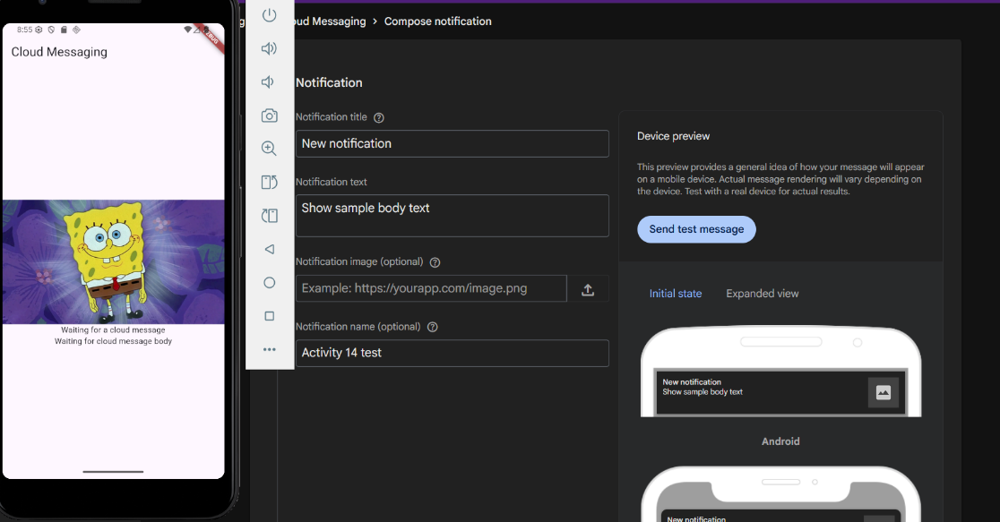 8:55
BUG
Cloud Messaging
Waiting for a cloud message
Waiting for cloud message body
g
oud Messaging > Compose notification
Notification
Notification title
New notification
Notification text
Show sample body text
Notification image (optional)
Example: https://yourapp.com/image.png
Notification name (optional)
Activity 14 test
Device preview
This preview provides a general idea of how your message will appear
on a mobile device. Actual message rendering will vary depending on
the device. Test with a real device for actual results.
Send test message
Initial state
Expanded view
New notification
Show sample body text
Android
New notification